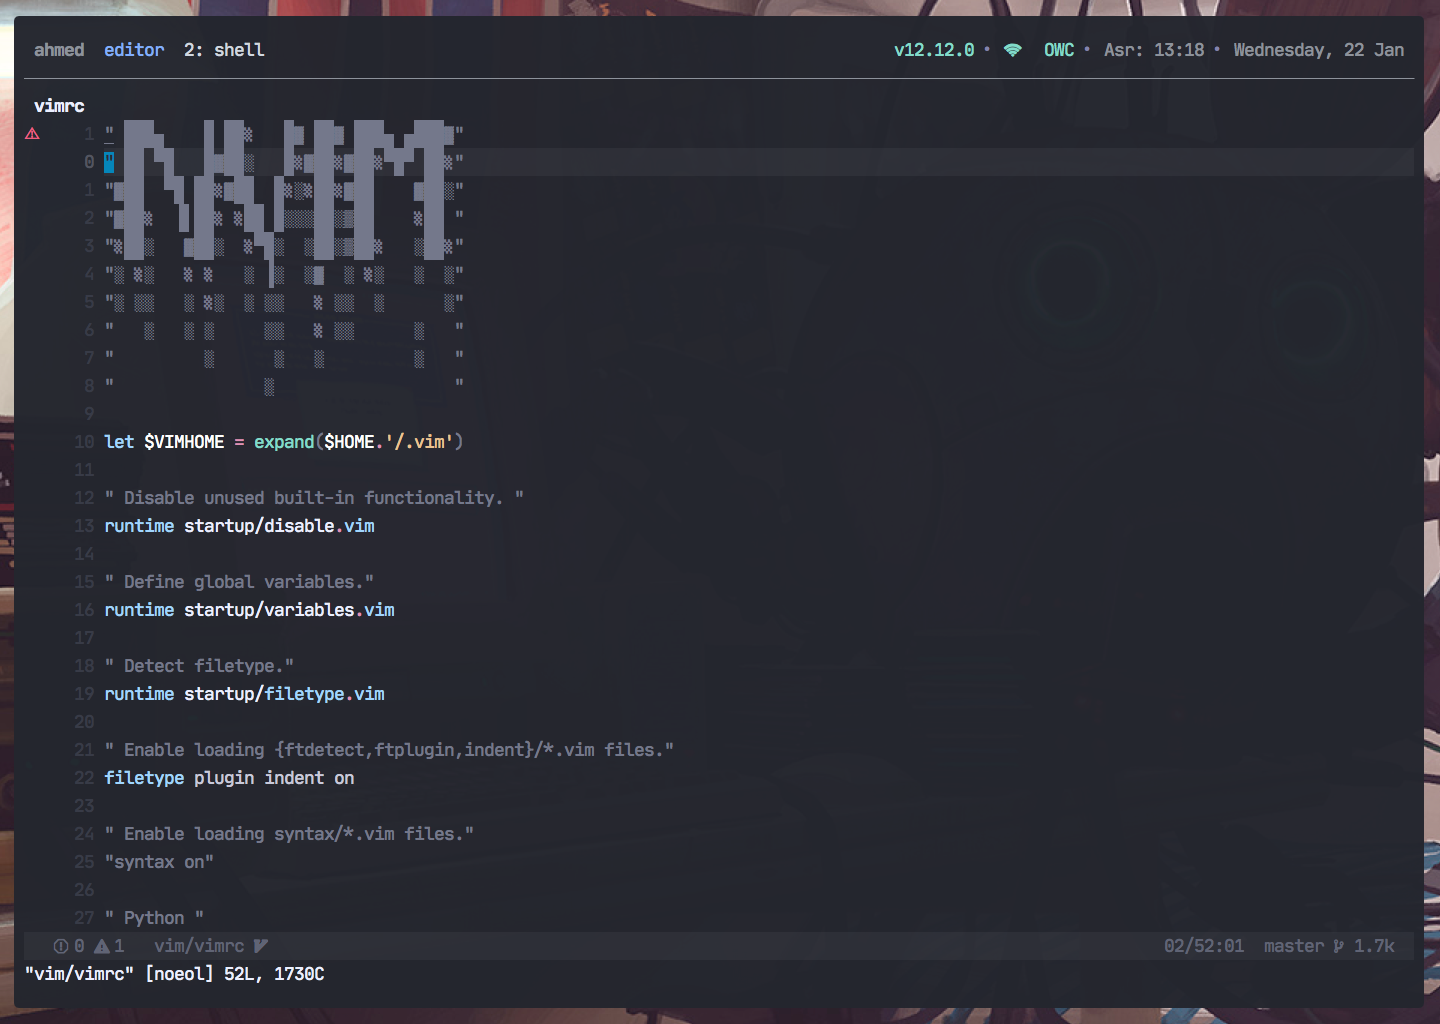 ahmed editor 2: shell v12.12.0 • OWC • Asr: 13:18 • Wednesday, 22 Jan
vimrc
1 " ███▄    █ ██▒   █▓ ██▓ ███▄ ▄███▓"
0 " ██ ▀█   █▓██░   █▒▓██▒▓██▒▀█▀ ██▒"
1 "▓██  ▀█ ██▒▓██  █▒░▒██▒▓██    ▓██░"
2 "▓██▒  ▐▌██▒ ▒██ █░░░██░▒██    ▒██ "
3 "▒██░   ▓██░  ▒▀█░  ░██░▒██▒   ░██▒"
4 "░ ▒░   ▒ ▒   ░ ▐░  ░▓  ░ ▒░   ░  ░"
5 "░ ░░   ░ ▒░  ░ ░░   ▒ ░░  ░      ░"
6 "   ░   ░ ░     ░░   ▒ ░░      ░   "
7 "         ░      ░   ░         ░   "
8 "               ░                  "
9
10 let $VIMHOME = expand($HOME.'/.vim')
11
12 " Disable unused built-in functionality. "
13 runtime startup/disable.vim
14
15 " Define global variables."
16 runtime startup/variables.vim
17
18 " Detect filetype."
19 runtime startup/filetype.vim
20
21 " Enable loading {ftdetect,ftplugin,indent}/*.vim files."
22 filetype plugin indent on
23
24 " Enable loading syntax/*.vim files."
25 "syntax on"
26
27 " Python "
0 1 vim/vimrc 02/52:01 master 1.7k
"vim/vimrc" [noeol] 52L, 1730C